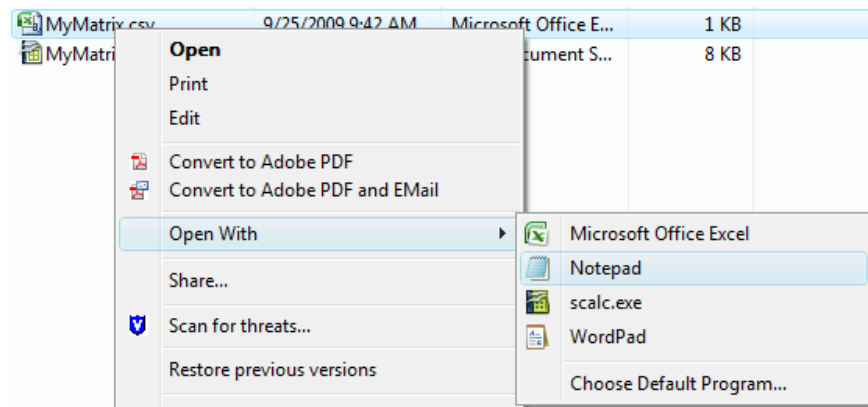 MyMatrix.csv 9/25/2009 9:42 AM Microsoft Office E... 1 KB
MyMatri cument S... 8 KB
Open
Print
Edit
Convert to Adobe PDF
Convert to Adobe PDF and EMail
Open With
Microsoft Office Excel
Notepad
scalc.exe
WordPad
Choose Default Program...
Share...
Scan for threats...
Restore previous versions